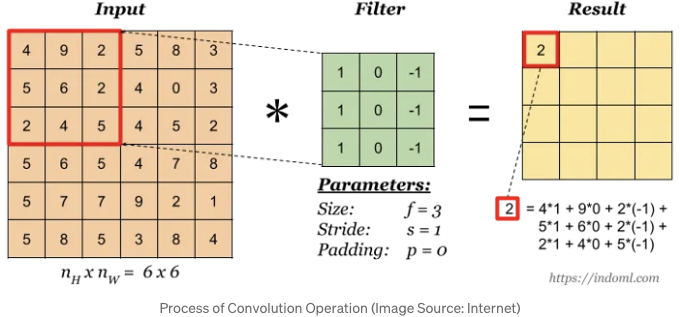 Input Filter Result
4 9 2 5 8 3
5 6 2 4 0 3
2 4 5 4 5 2
5 6 5 4 7 8
5 7 7 9 2 1
5 8 5 3 8 4
n_H x n_W = 6 x 6
*
1 0 -1
1 0 -1
1 0 -1
Parameters:
Size: f = 3
Stride: s = 1
Padding: p = 0
=
2
2 = 4*1 + 9*0 + 2*(-1) +
5*1 + 6*0 + 2*(-1) +
2*1 + 4*0 + 5*(-1)
https://indoml.com
Process of Convolution Operation (Image Source: Internet)